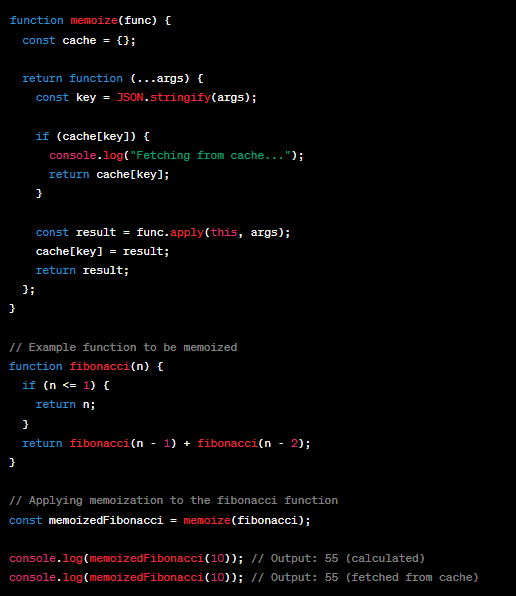 function memoize(func) {
  const cache = {};

  return function (...args) {
    const key = JSON.stringify(args);

    if (cache[key]) {
      console.log("Fetching from cache...");
      return cache[key];
    }

    const result = func.apply(this, args);
    cache[key] = result;
    return result;
  };
}

// Example function to be memoized
function fibonacci(n) {
  if (n <= 1) {
    return n;
  }
  return fibonacci(n - 1) + fibonacci(n - 2);
}

// Applying memoization to the fibonacci function
const memoizedFibonacci = memoize(fibonacci);

console.log(memoizedFibonacci(10)); // Output: 55 (calculated)
console.log(memoizedFibonacci(10)); // Output: 55 (fetched from cache)